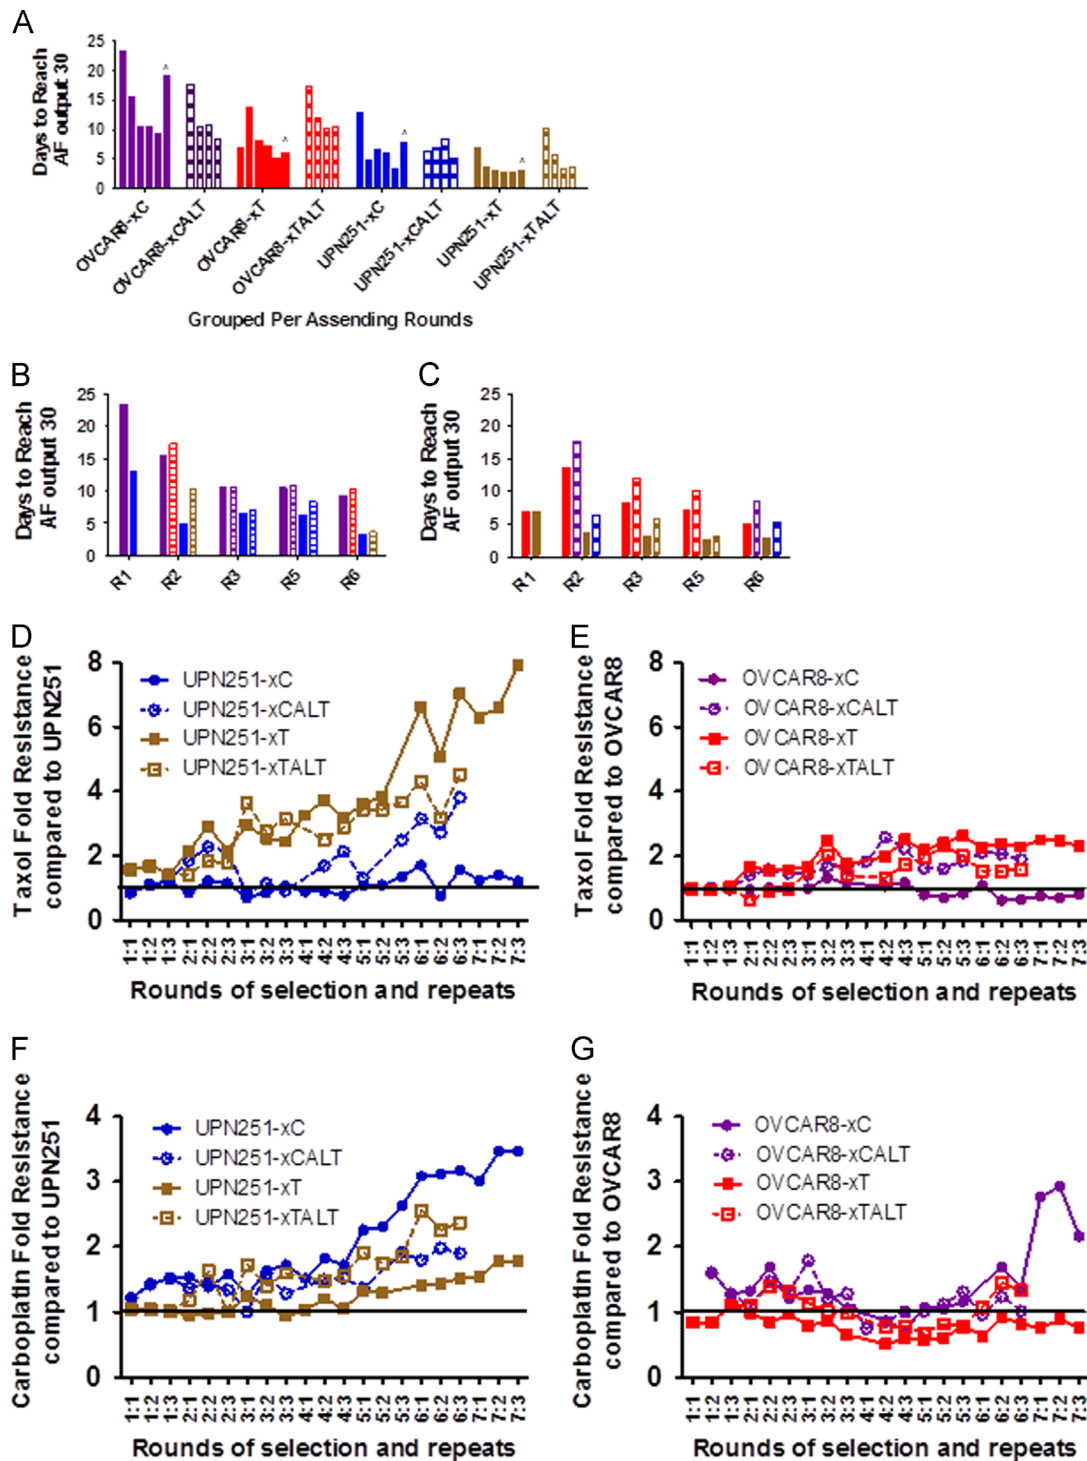 A
Days to Reach
AF output 30
25
20
15
10
5
0
^
^
^
^
OVCAR8-xC
OVCAR8-xCALT
OVCAR8-xT
OVCAR8-xTALT
UPN251-xC
UPN251-xCALT
UPN251-xT
UPN251-xTALT
Grouped Per Assending Rounds
B
Days to Reach
AF output 30
25
20
15
10
5
0
R1
R2
R3
R5
R6
C
Days to Reach
AF output 30
25
20
15
10
5
0
R1
R2
R3
R5
R6
D
Taxol Fold Resistance
compared to UPN251
8
6
4
2
0
UPN251-xC
UPN251-xCALT
UPN251-xT
UPN251-xTALT
1:1
1:2
1:3
2:1
2:2
2:3
3:1
3:2
3:3
4:1
4:2
4:3
5:1
5:2
5:3
6:1
6:2
6:3
7:1
7:2
7:3
Rounds of selection and repeats
E
Taxol Fold Resistance
compared to OVCAR8
8
6
4
2
0
OVCAR8-xC
OVCAR8-xCALT
OVCAR8-xT
OVCAR8-xTALT
1:1
1:2
1:3
2:1
2:2
2:3
3:1
3:2
3:3
4:1
4:2
4:3
5:1
5:2
5:3
6:1
6:2
6:3
7:1
7:2
7:3
Rounds of selection and repeats
F
Carboplatin Fold Resistance
compared to UPN251
4
3
2
1
0
UPN251-xC
UPN251-xCALT
UPN251-xT
UPN251-xTALT
1:1
1:2
1:3
2:1
2:2
2:3
3:1
3:2
3:3
4:1
4:2
4:3
5:1
5:2
5:3
6:1
6:2
6:3
7:1
7:2
7:3
Rounds of selection and repeats
G
Carboplatin Fold Resistance
compared to OVCAR8
4
3
2
1
0
OVCAR8-xC
OVCAR8-xCALT
OVCAR8-xT
OVCAR8-xTALT
1:1
1:2
1:3
2:1
2:2
2:3
3:1
3:2
3:3
4:1
4:2
4:3
5:1
5:2
5:3
6:1
6:2
6:3
7:1
7:2
7:3
Rounds of selection and repeats